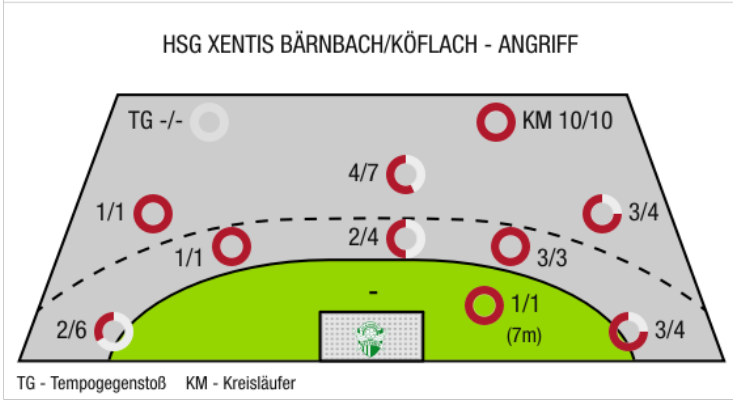 HSG XENTIS BÄRNBACH/KÖFLACH - ANGRIFF
TG -/-
KM 10/10
4/7
1/1
3/4
2/4
1/1
3/3
-
1/1
(7m)
2/6
3/4
TG - Tempogegenstoß KM - Kreisläufer